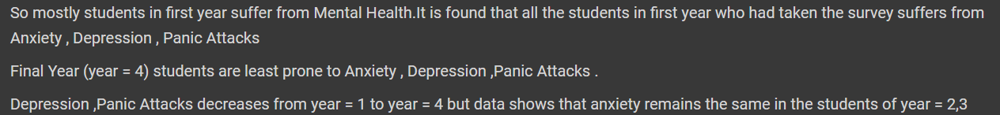 So mostly students in first year suffer from Mental Health.It is found that all the students in first year who had taken the survey suffers from
Anxiety , Depression , Panic Attacks
Final Year (year = 4) students are least prone to Anxiety , Depression ,Panic Attacks .
Depression ,Panic Attacks decreases from year = 1 to year = 4 but data shows that anxiety remains the same in the students of year = 2,3